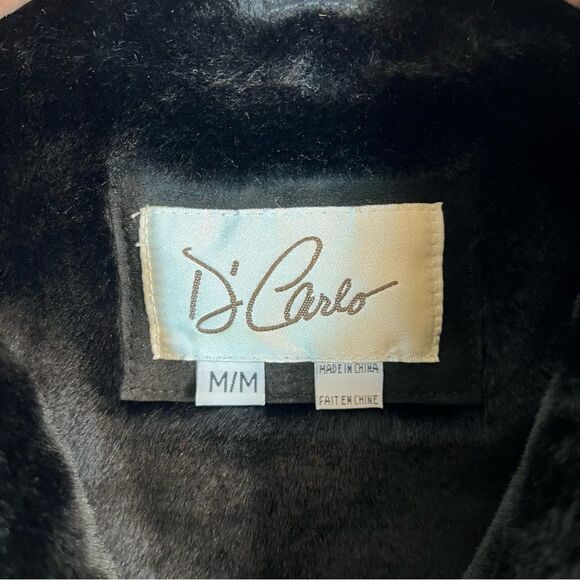 Di Carlo
M/M
MADE IN CHINA
FAIT EN CHINE